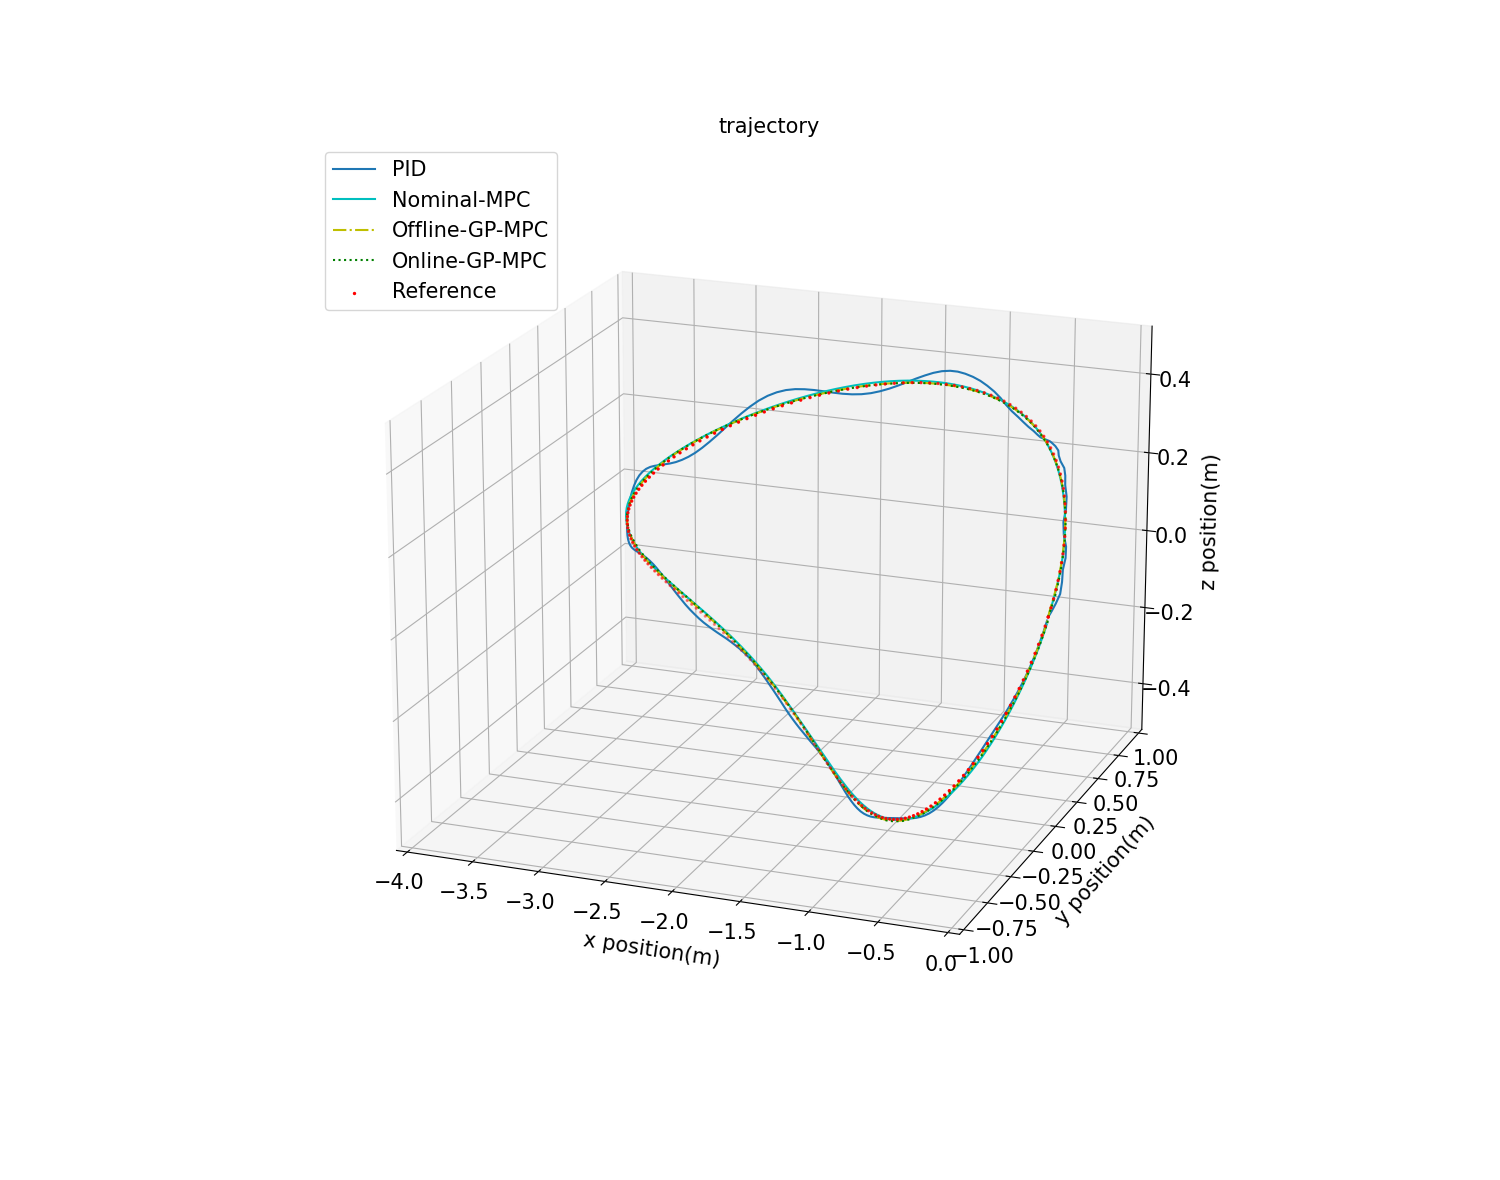 trajectory
PID
Nominal-MPC
Offline-GP-MPC
Online-GP-MPC
Reference
0.4
0.2
0.0
−0.2
−0.4
z position(m)
1.00
0.75
0.50
0.25
0.00
−0.25
−0.50
−0.75
−1.00
y position(m)
−4.0
−3.5
−3.0
−2.5
−2.0
−1.5
−1.0
−0.5
0.0
x position(m)